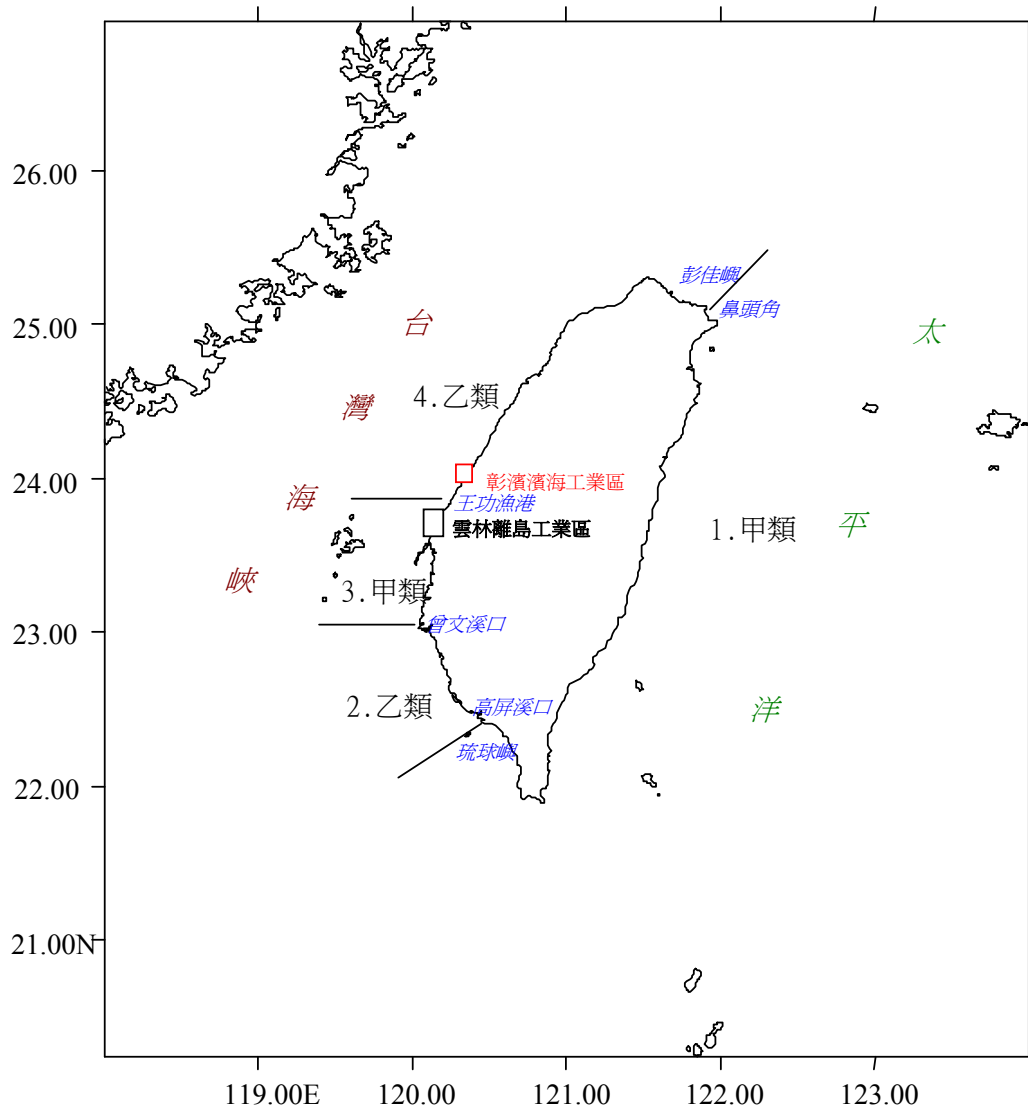 26.00
彭佳嶼
鼻頭角
25.00
台
太
4.乙類
灣
24.00
彰濱濱海工業區
海
王功漁港
雲林離島工業區
1.甲類
平
峽
3.甲類
23.00
曾文溪口
2.乙類
高屏溪口
洋
琉球嶼
22.00
21.00N
119.00E
120.00
121.00
122.00
123.00